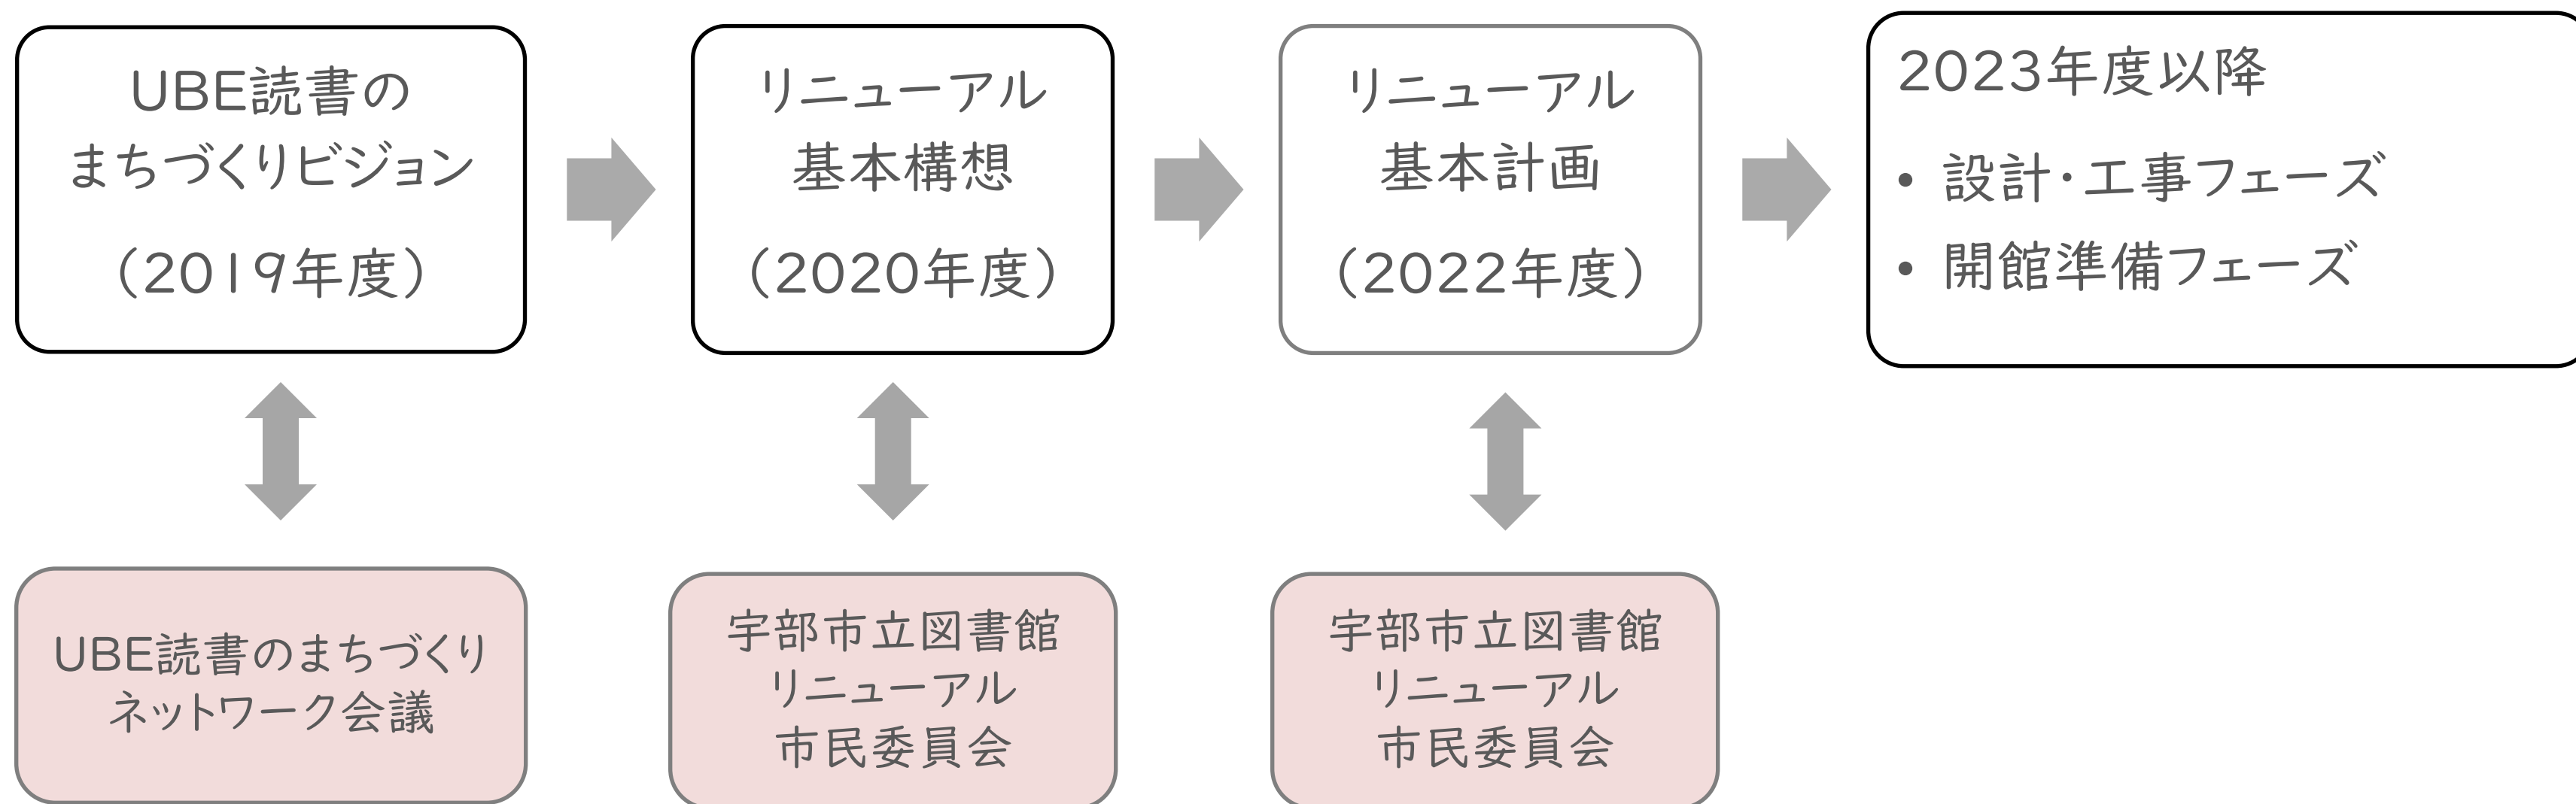 UBE読書の
まちづくりビジョン
（2019年度）
リニューアル
基本構想
（2020年度）
リニューアル
基本計画
（2022年度）
2023年度以降
• 設計・工事フェーズ
• 開館準備フェーズ
UBE読書のまちづくり
ネットワーク会議
宇部市立図書館
リニューアル
市民委員会
宇部市立図書館
リニューアル
市民委員会